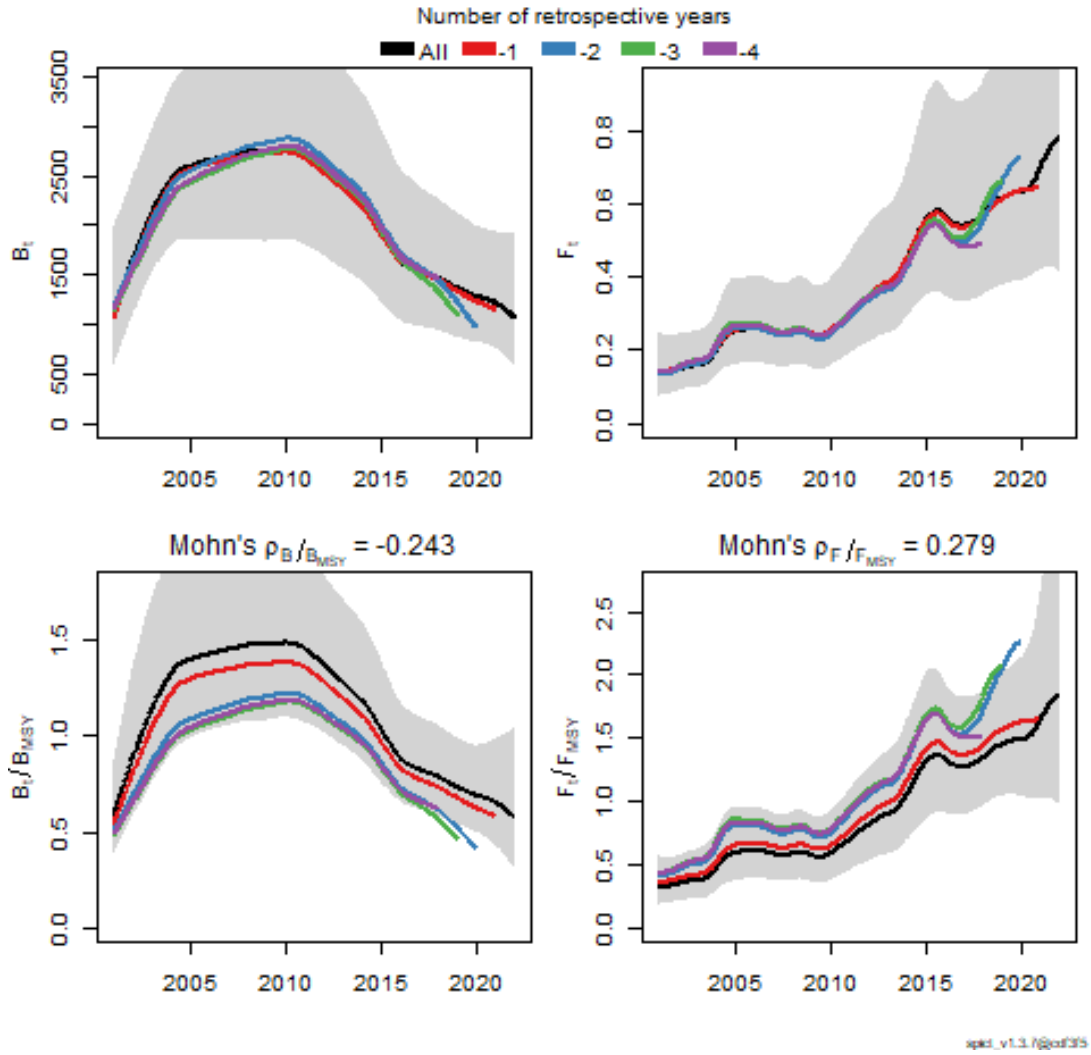 Number of retrospective years
All -1 -2 -3 -4
3500
2500
1500
500
0
Bt
2005 2010 2015 2020
0.8
0.6
0.4
0.2
0.0
Ft
2005 2010 2015 2020
Mohn's ρB/BMSY = -0.243
1.5
1.0
0.5
0.0
Bt/BMSY
2005 2010 2015 2020
Mohn's ρF/FMSY = 0.279
2.5
2.0
1.5
1.0
0.5
0.0
Ft/FMSY
2005 2010 2015 2020